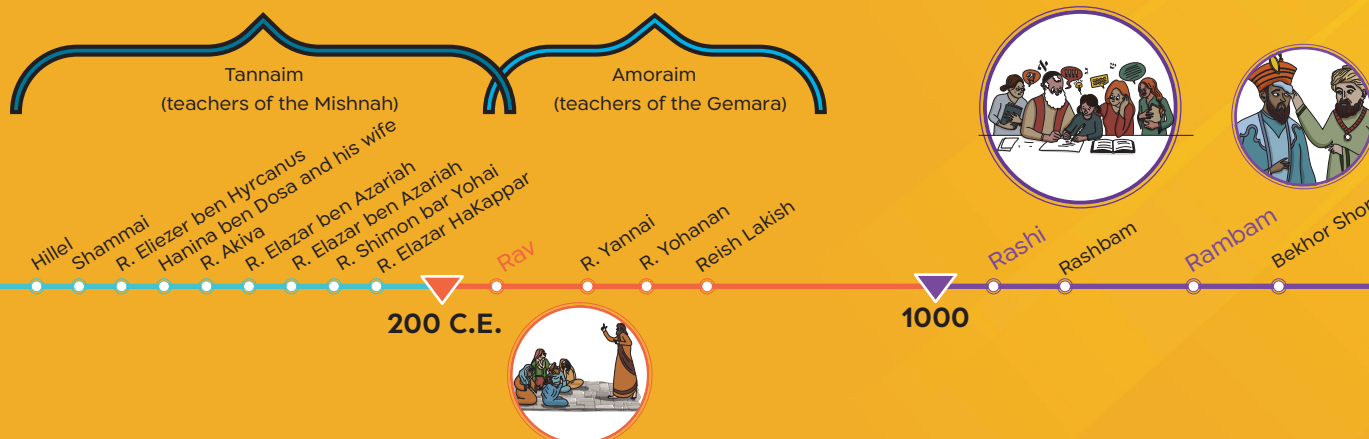 Tannaim
(teachers of the Mishnah)
Amoraim
(teachers of the Gemara)
Hillel
Shammai
R. Eliezer ben Hyrcanus
Hanina ben Dosa and his wife
R. Akiva
R. Elazar ben Azariah
R. Elazar ben Azariah
R. Shimon bar Yohai
R. Elazar HaKappar
200 C.E.
Rav
R. Yannai
R. Yohanan
Reish Lakish
1000
Rashi
Rashbam
Rambam
Bekhor Shor